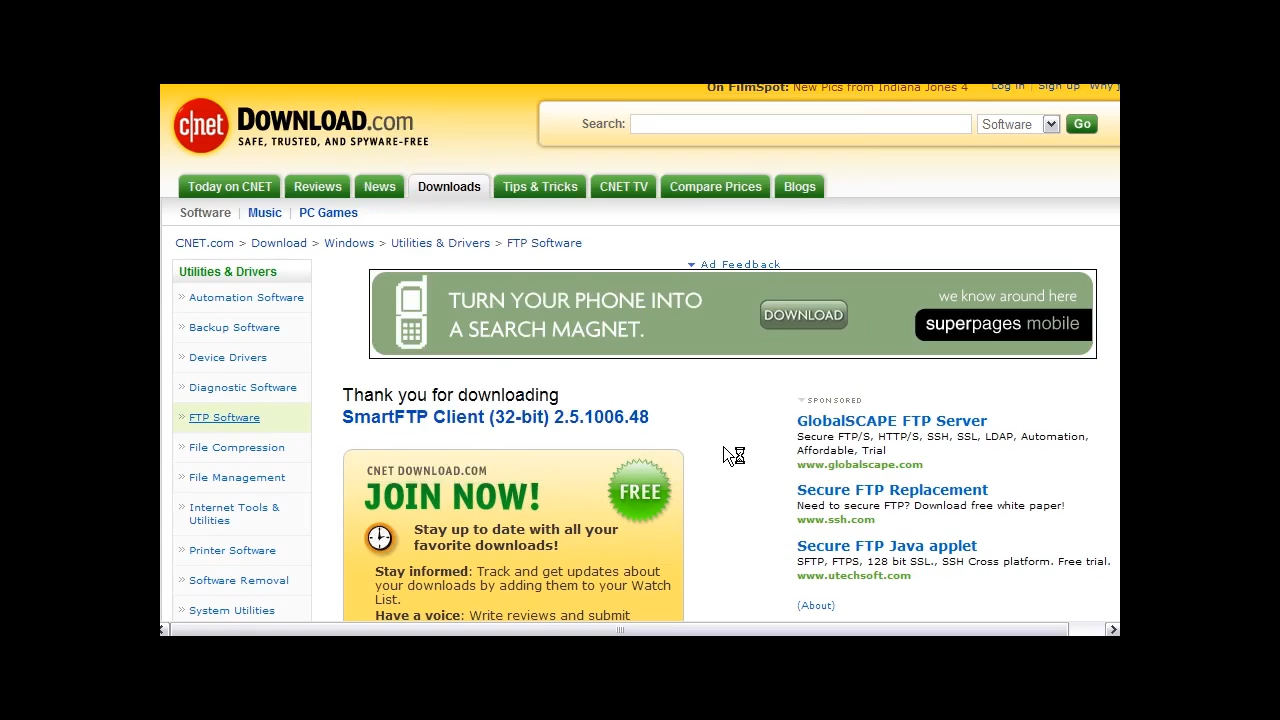 On FilmSpot: New Pics from Indiana Jones 4
Log In | Sign up Why
c|net DOWNLOAD.com
SAFE, TRUSTED, AND SPYWARE-FREE
Search: Software Go
Today on CNET Reviews News Downloads Tips & Tricks CNET TV Compare Prices Blogs
Software | Music | PC Games
CNET.com > Download > Windows > Utilities & Drivers > FTP Software
Utilities & Drivers
Automation Software
Backup Software
Device Drivers
Diagnostic Software
FTP Software
File Compression
File Management
Internet Tools &
Utilities
Printer Software
Software Removal
System Utilities
Ad Feedback
TURN YOUR PHONE INTO
A SEARCH MAGNET.
DOWNLOAD
we know around here
superpages mobile
Thank you for downloading
SmartFTP Client (32-bit) 2.5.1006.48
CNET DOWNLOAD.COM
JOIN NOW!
FREE
Stay up to date with all your
favorite downloads!
Stay informed: Track and get updates about
your downloads by adding them to your Watch
List.
Have a voice: Write reviews and submit
SPONSORED
GlobalSCAPE FTP Server
Secure FTP/S, HTTP/S, SSH, SSL, LDAP, Automation,
Affordable, Trial
www.globalscape.com
Secure FTP Replacement
Need to secure FTP? Download free white paper!
www.ssh.com
Secure FTP Java applet
SFTP, FTPS, 128 bit SSL., SSH Cross platform. Free trial.
www.utechsoft.com
(About)